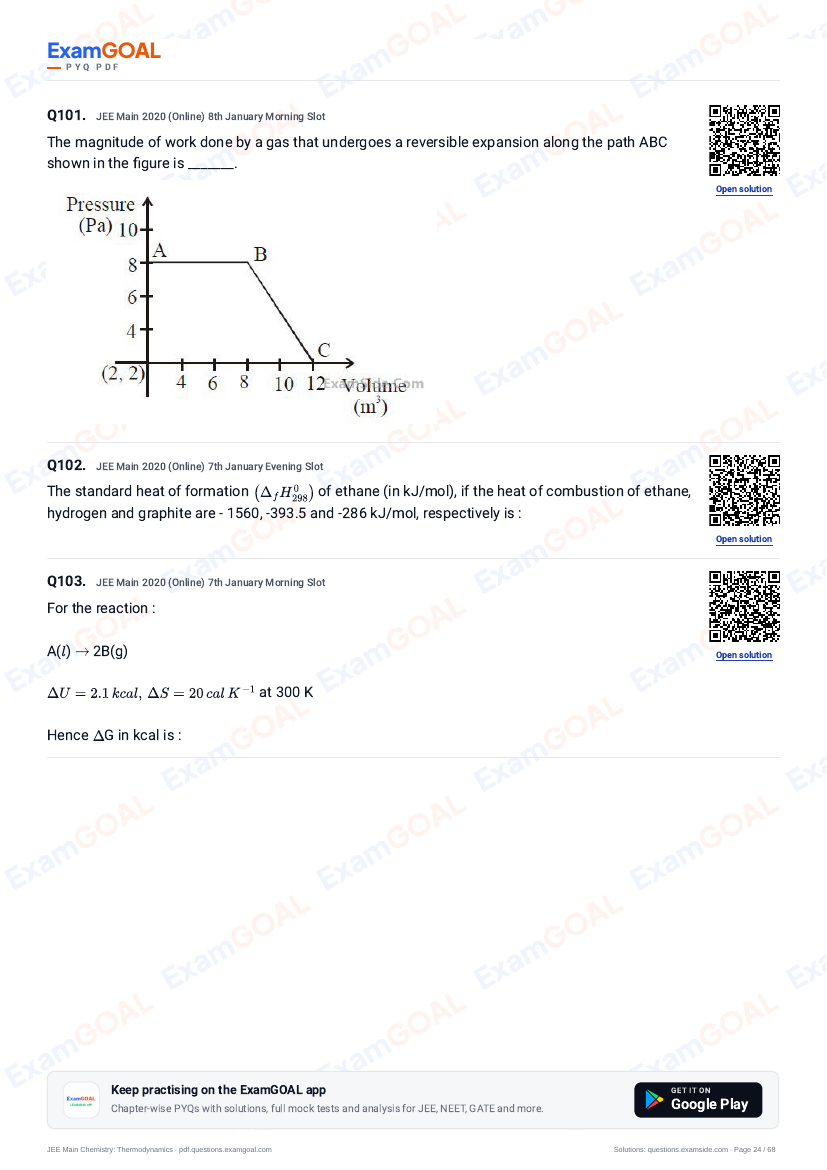 ExamGOAL
PYQ PDF
Q101. JEE Main 2020 (Online) 8th January Morning Slot
The magnitude of work done by a gas that undergoes a reversible expansion along the path ABC
shown in the figure is ______.
Open solution
Pressure
(Pa) 10
A
B
8
6
4
C
(2, 2)
4 6 8 10 12 Volume
ExamSide.Com
(m³)
Q102. JEE Main 2020 (Online) 7th January Evening Slot
The standard heat of formation (Δ_f H⁰₂₉₈) of ethane (in kJ/mol), if the heat of combustion of ethane,
hydrogen and graphite are - 1560, -393.5 and -286 kJ/mol, respectively is :
Open solution
Q103. JEE Main 2020 (Online) 7th January Morning Slot
For the reaction :
Open solution
A(l) → 2B(g)
ΔU = 2.1 kcal, ΔS = 20 cal K⁻¹ at 300 K
Hence ΔG in kcal is :
ExamGOAL
Keep practising on the ExamGOAL app
Chapter-wise PYQs with solutions, full mock tests and analysis for JEE, NEET, GATE and more.
GET IT ON
Google Play
JEE Main Chemistry: Thermodynamics · pdf.questions.examgoal.com
Solutions: questions.examside.com · Page 24 / 68